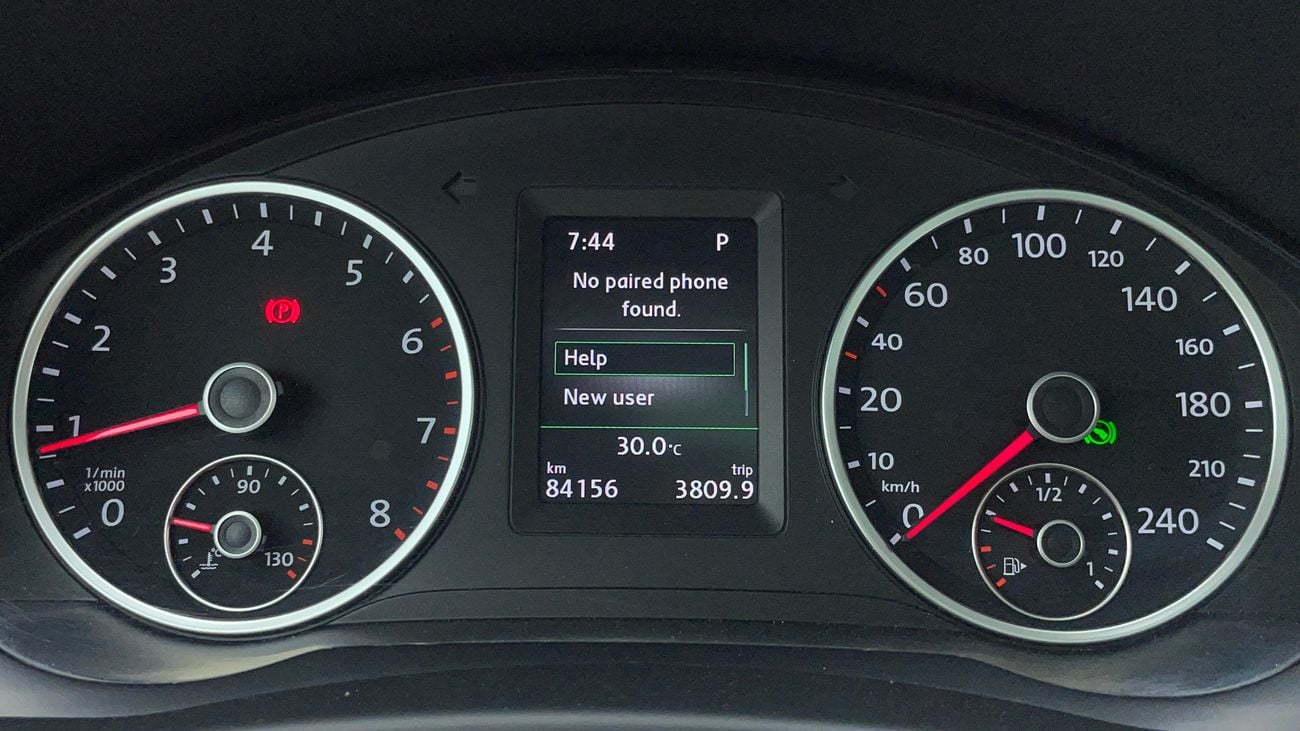 4
3
5
2
6
1
7
1/min
x1000
0
8
90
°C
130
P
7:44 P
No paired phone
found.
Help
New user
30.0°C
km trip
84156 3809.9
100
80
120
60
140
40
160
20
180
10
km/h
210
0
240
1/2
1